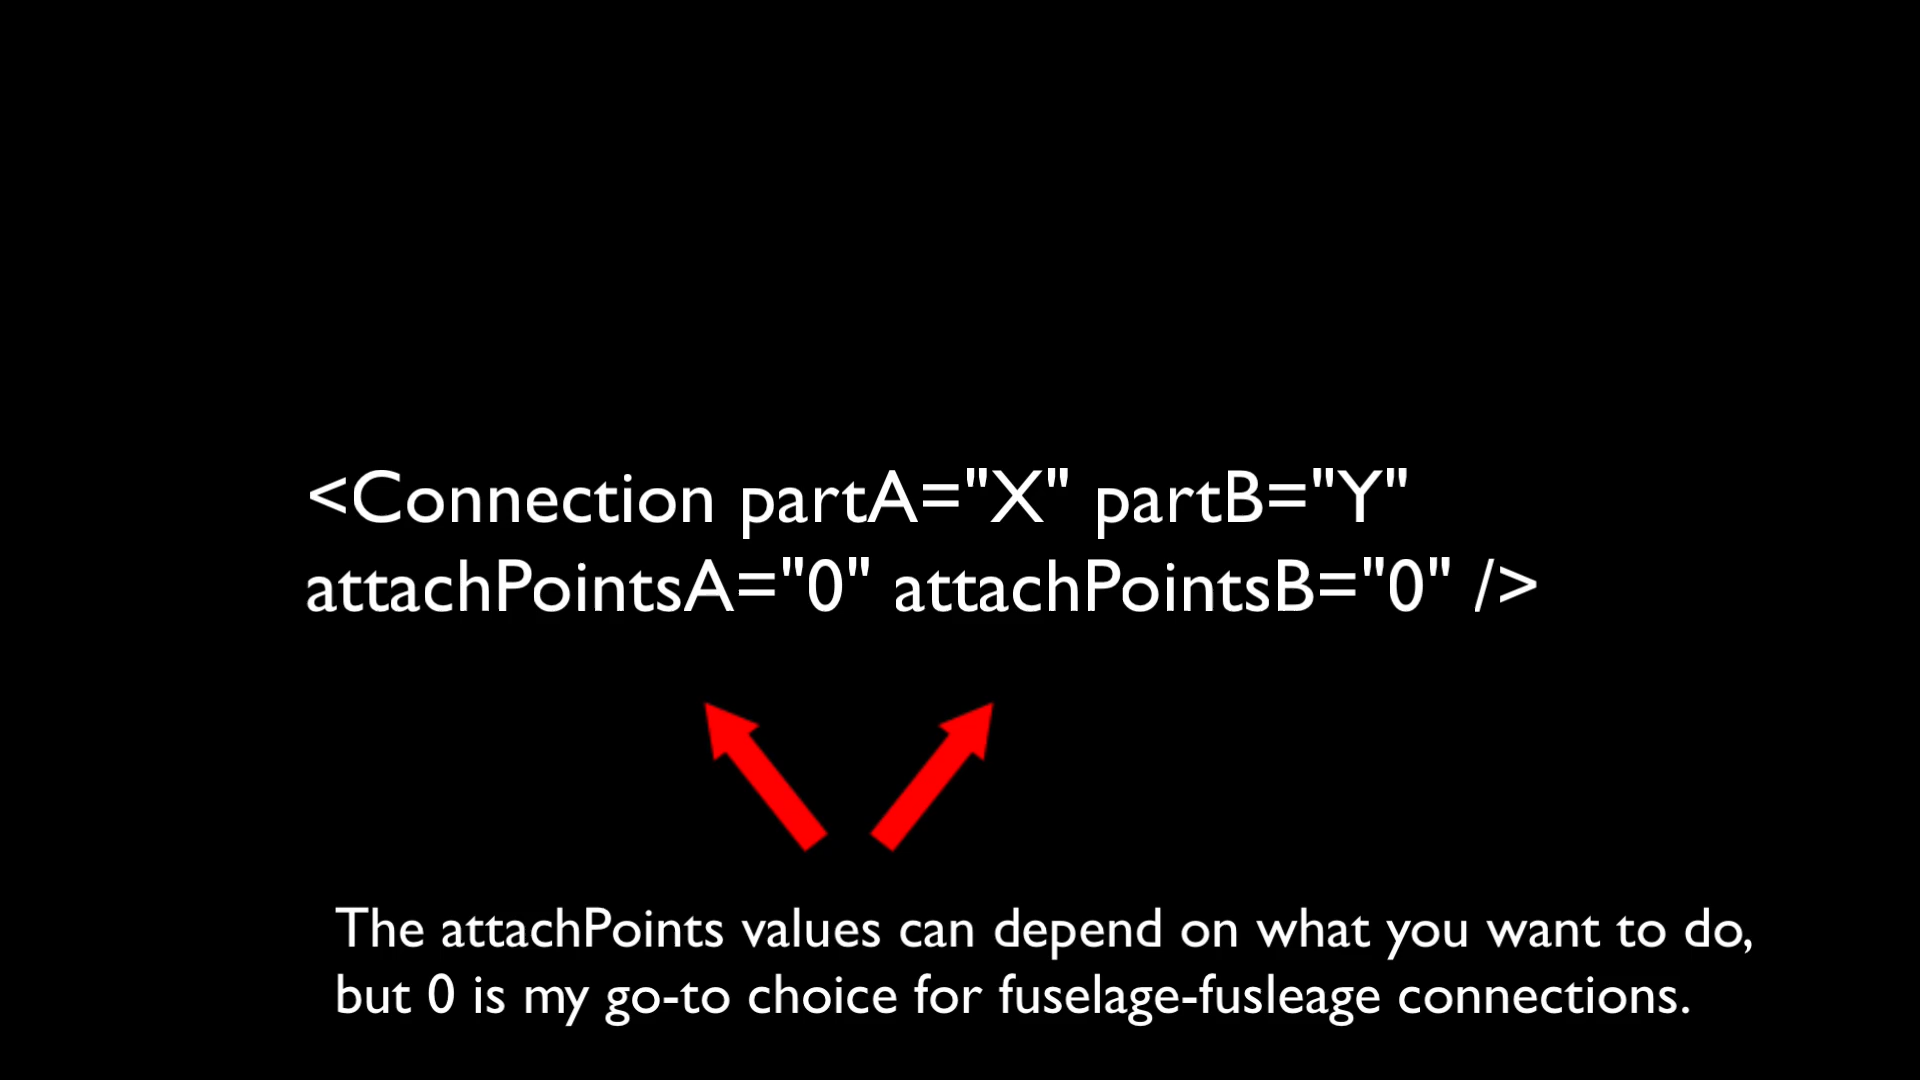 <Connection partA="X" partB="Y"
attachPointsA="0" attachPointsB="0" />
The attachPoints values can depend on what you want to do,
but 0 is my go-to choice for fuselage-fusleage connections.